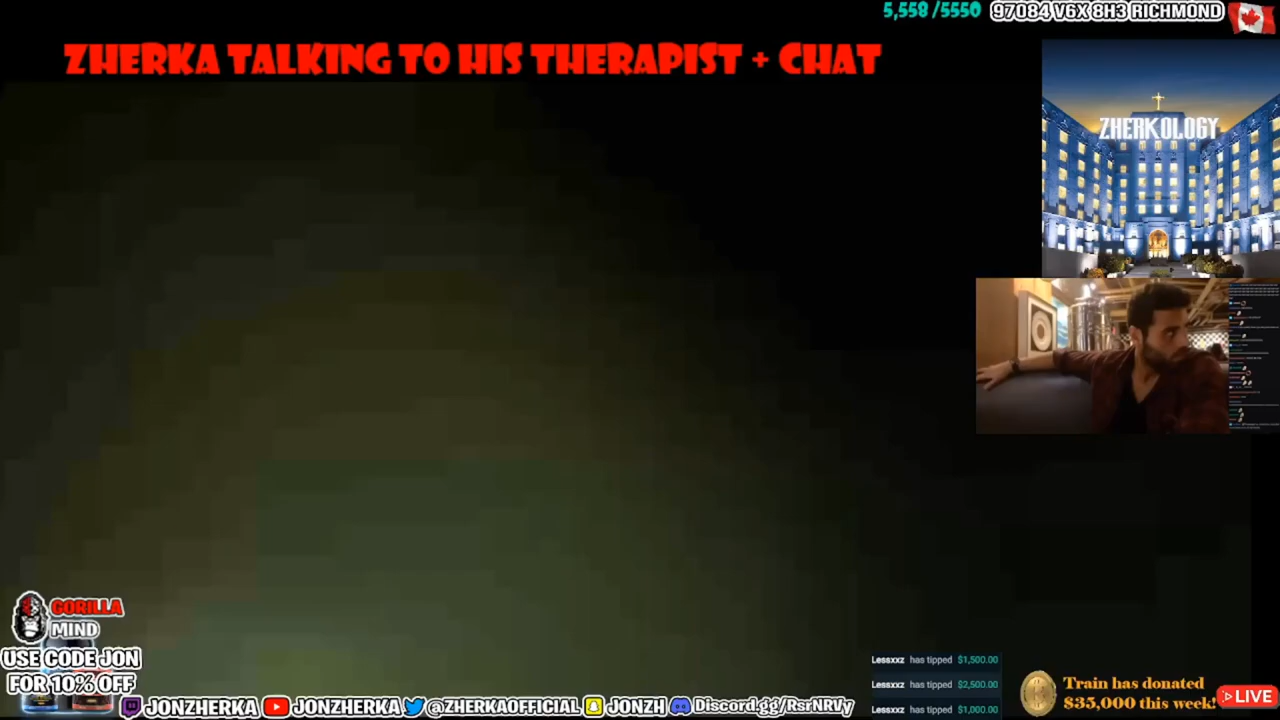 5,558 /5550
97084 V6X 8H3 RICHMOND
ZHERKA TALKING TO HIS THERAPIST + CHAT
ZHERKOLOGY
GORILLA
MIND
USE CODE JON
FOR 10% OFF
Lessxxz has tipped $1,500.00
Lessxxz has tipped $2,500.00
Lessxxz has tipped $1,000.00
Train has donated
$35,000 this week!
LIVE
JONZHERKA JONZHERKA @ZHERKAOFFICIAL JONZH Discord.gg/RsrNRVy